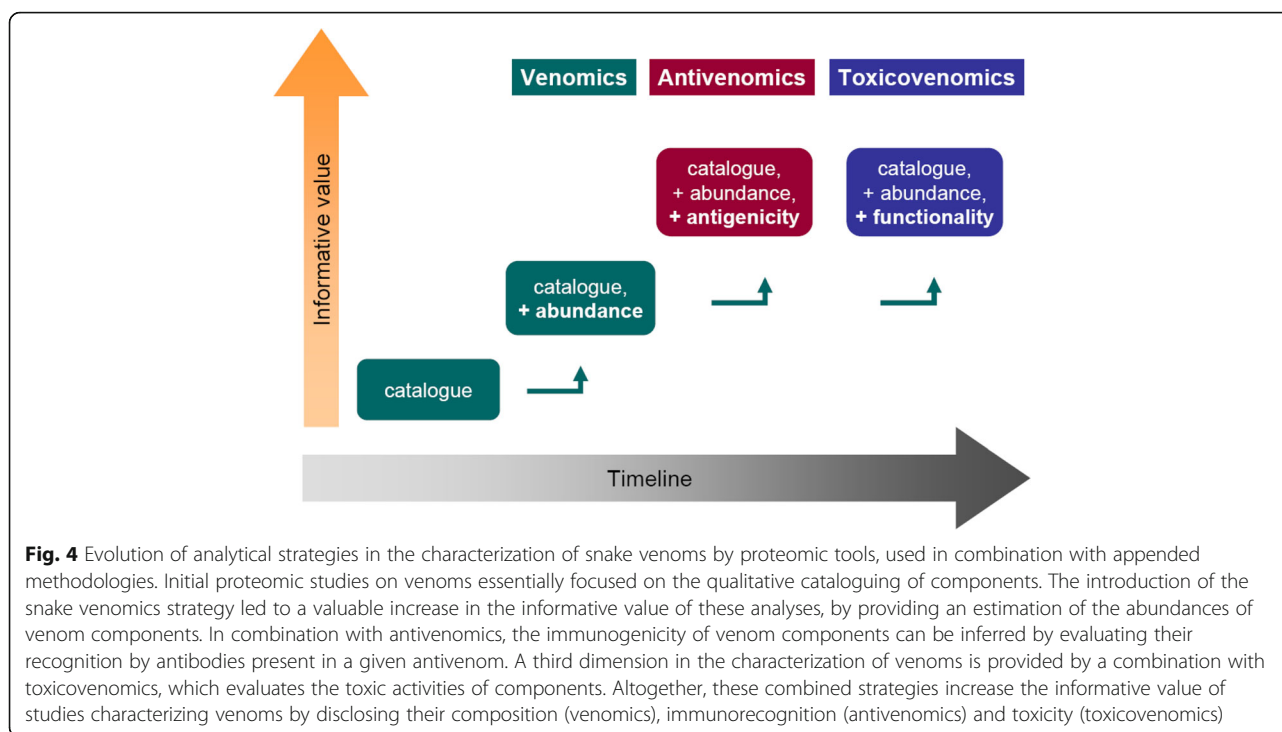 Venomics Antivenomics Toxicovenomics
Informative value
catalogue,
+ abundance,
+ antigenicity
catalogue,
+ abundance,
+ functionality
catalogue,
+ abundance
catalogue
Timeline
Fig. 4 Evolution of analytical strategies in the characterization of snake venoms by proteomic tools, used in combination with appended
methodologies. Initial proteomic studies on venoms essentially focused on the qualitative cataloguing of components. The introduction of the
snake venomics strategy led to a valuable increase in the informative value of these analyses, by providing an estimation of the abundances of
venom components. In combination with antivenomics, the immunogenicity of venom components can be inferred by evaluating their
recognition by antibodies present in a given antivenom. A third dimension in the characterization of venoms is provided by a combination with
toxicovenomics, which evaluates the toxic activities of components. Altogether, these combined strategies increase the informative value of
studies characterizing venoms by disclosing their composition (venomics), immunorecognition (antivenomics) and toxicity (toxicovenomics)